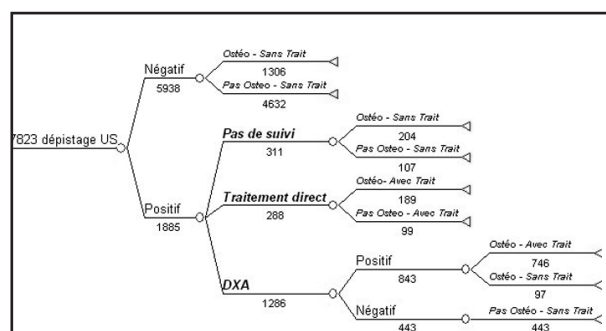 Ostéo - Sans Trait
Négatif
1306
5938
Pas Osteo - Sans Trait
4632
7823 dépistage US
Ostéo - Sans Trait
Pas de suivi
204
311
Pas Osteo - Sans Trait
107
Ostéo- Avec Trait
Traitement direct
189
Positif
288
Pas Osteo - Avec Trait
1885
99
Ostéo - Avec Trait
Positif
746
DXA
843
Ostéo - Sans Trait
1286
97
Négatif
Pas Osteo - Sans Trait
443
443